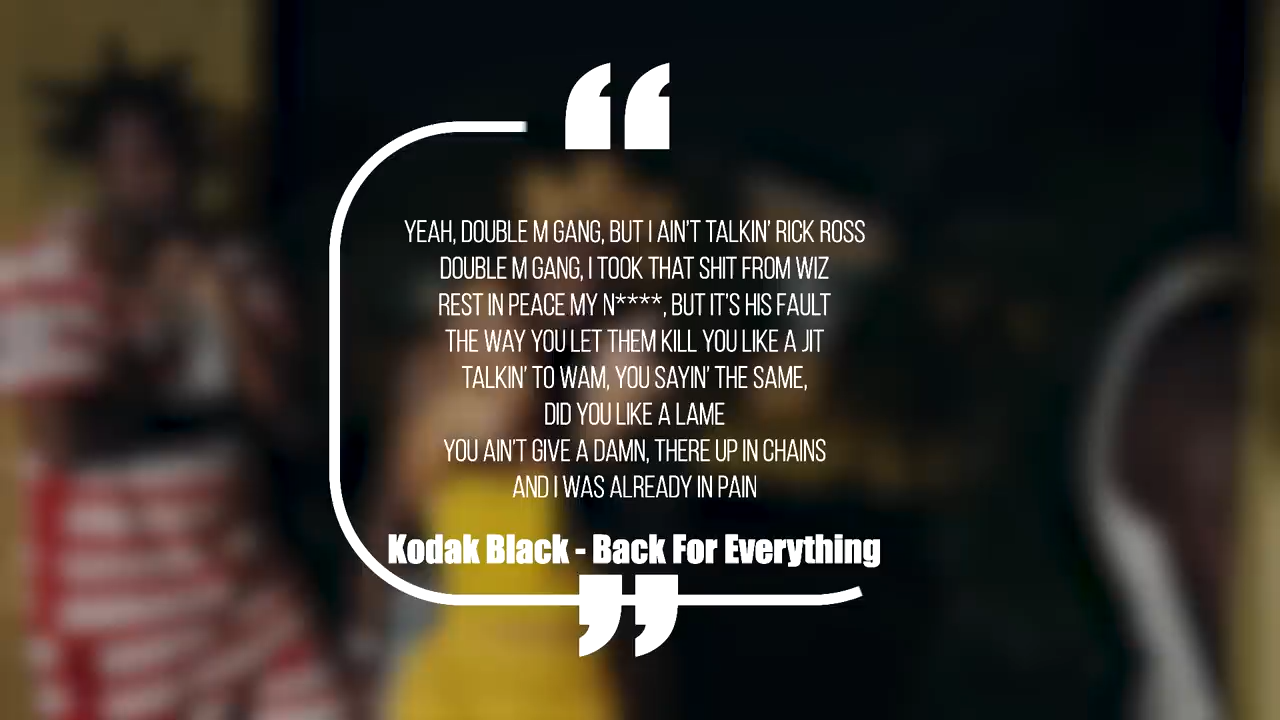 YEAH, DOUBLE M GANG, BUT I AIN'T TALKIN' RICK ROSS
DOUBLE M GANG, I TOOK THAT SHIT FROM WIZ
REST IN PEACE MY N****, BUT IT'S HIS FAULT
THE WAY YOU LET THEM KILL YOU LIKE A JIT
TALKIN' TO WAM, YOU SAYIN' THE SAME,
DID YOU LIKE A LAME
YOU AIN'T GIVE A DAMN, THERE UP IN CHAINS
AND I WAS ALREADY IN PAIN
Kodak Black - Back For Everything